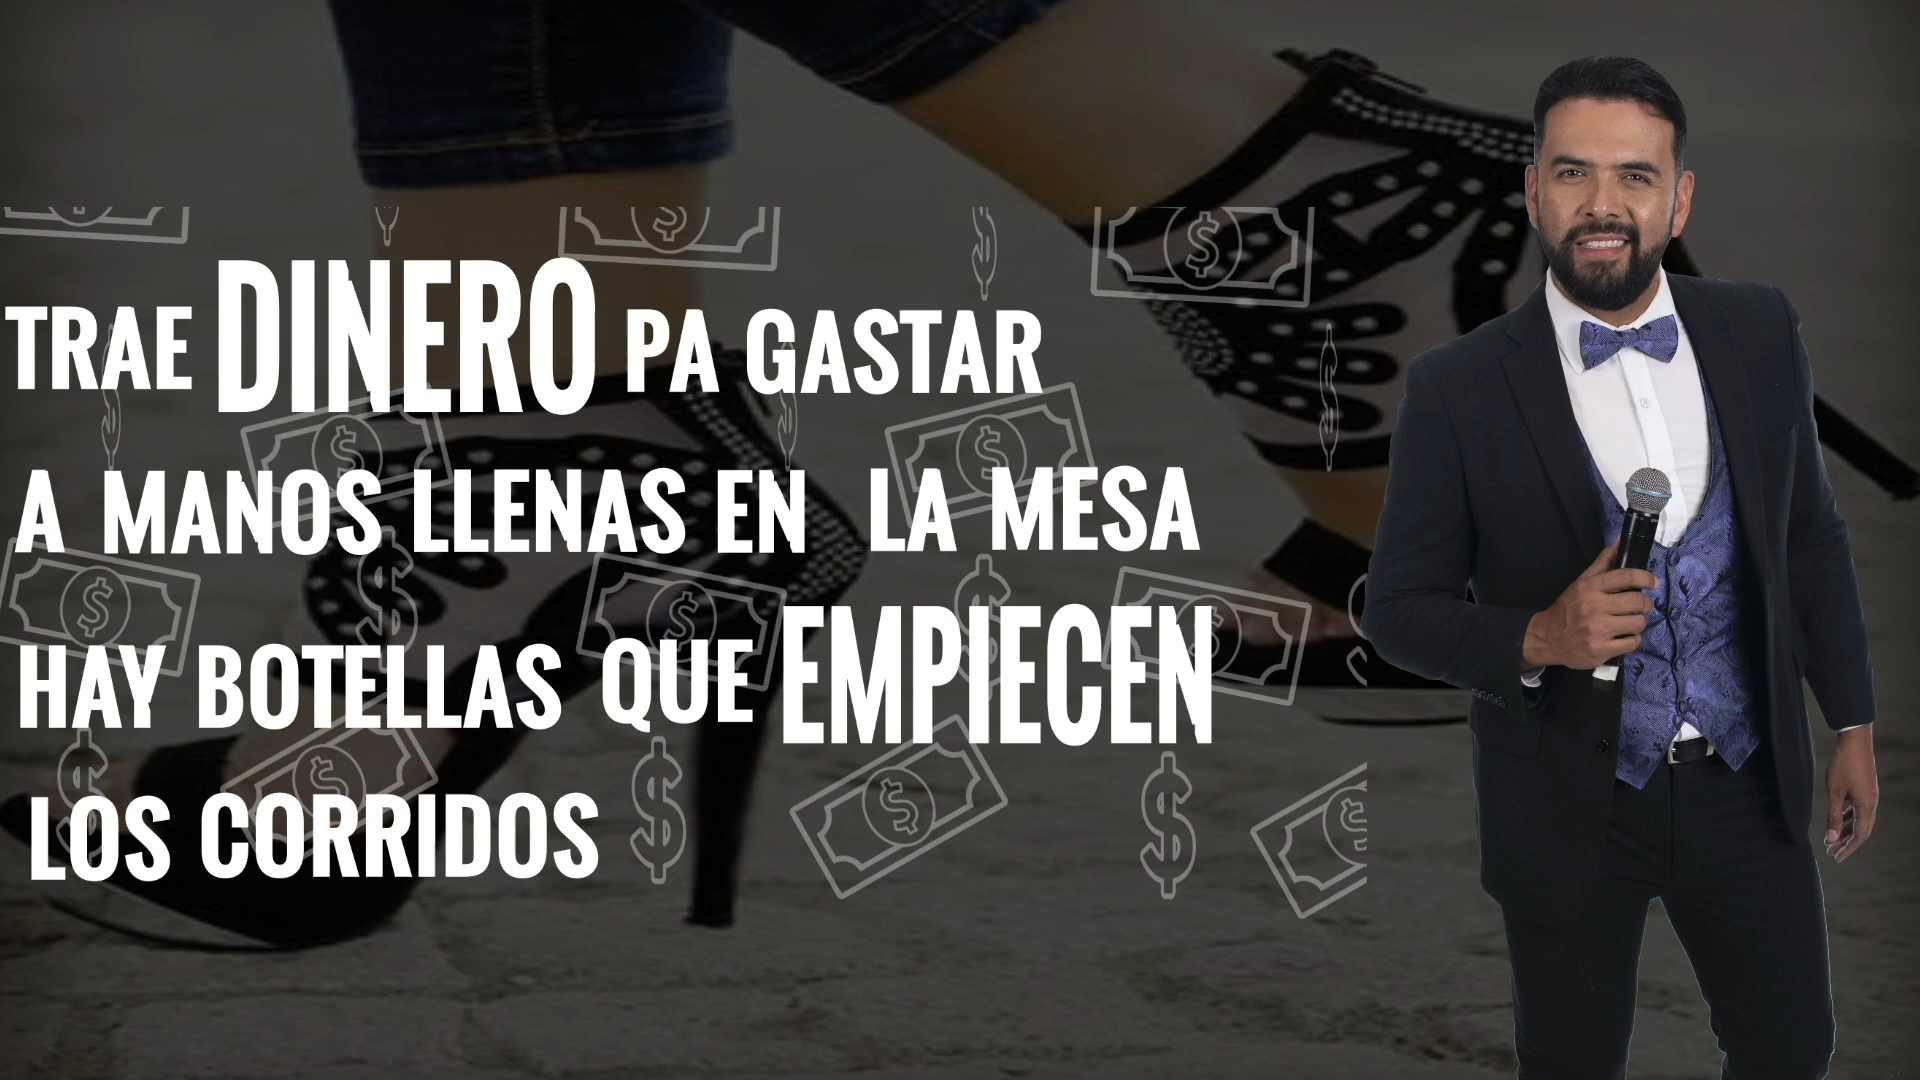 TRAE DINERO PA GASTAR
A MANOS LLENAS EN LA MESA
HAY BOTELLAS QUE EMPIECEN
LOS CORRIDOS